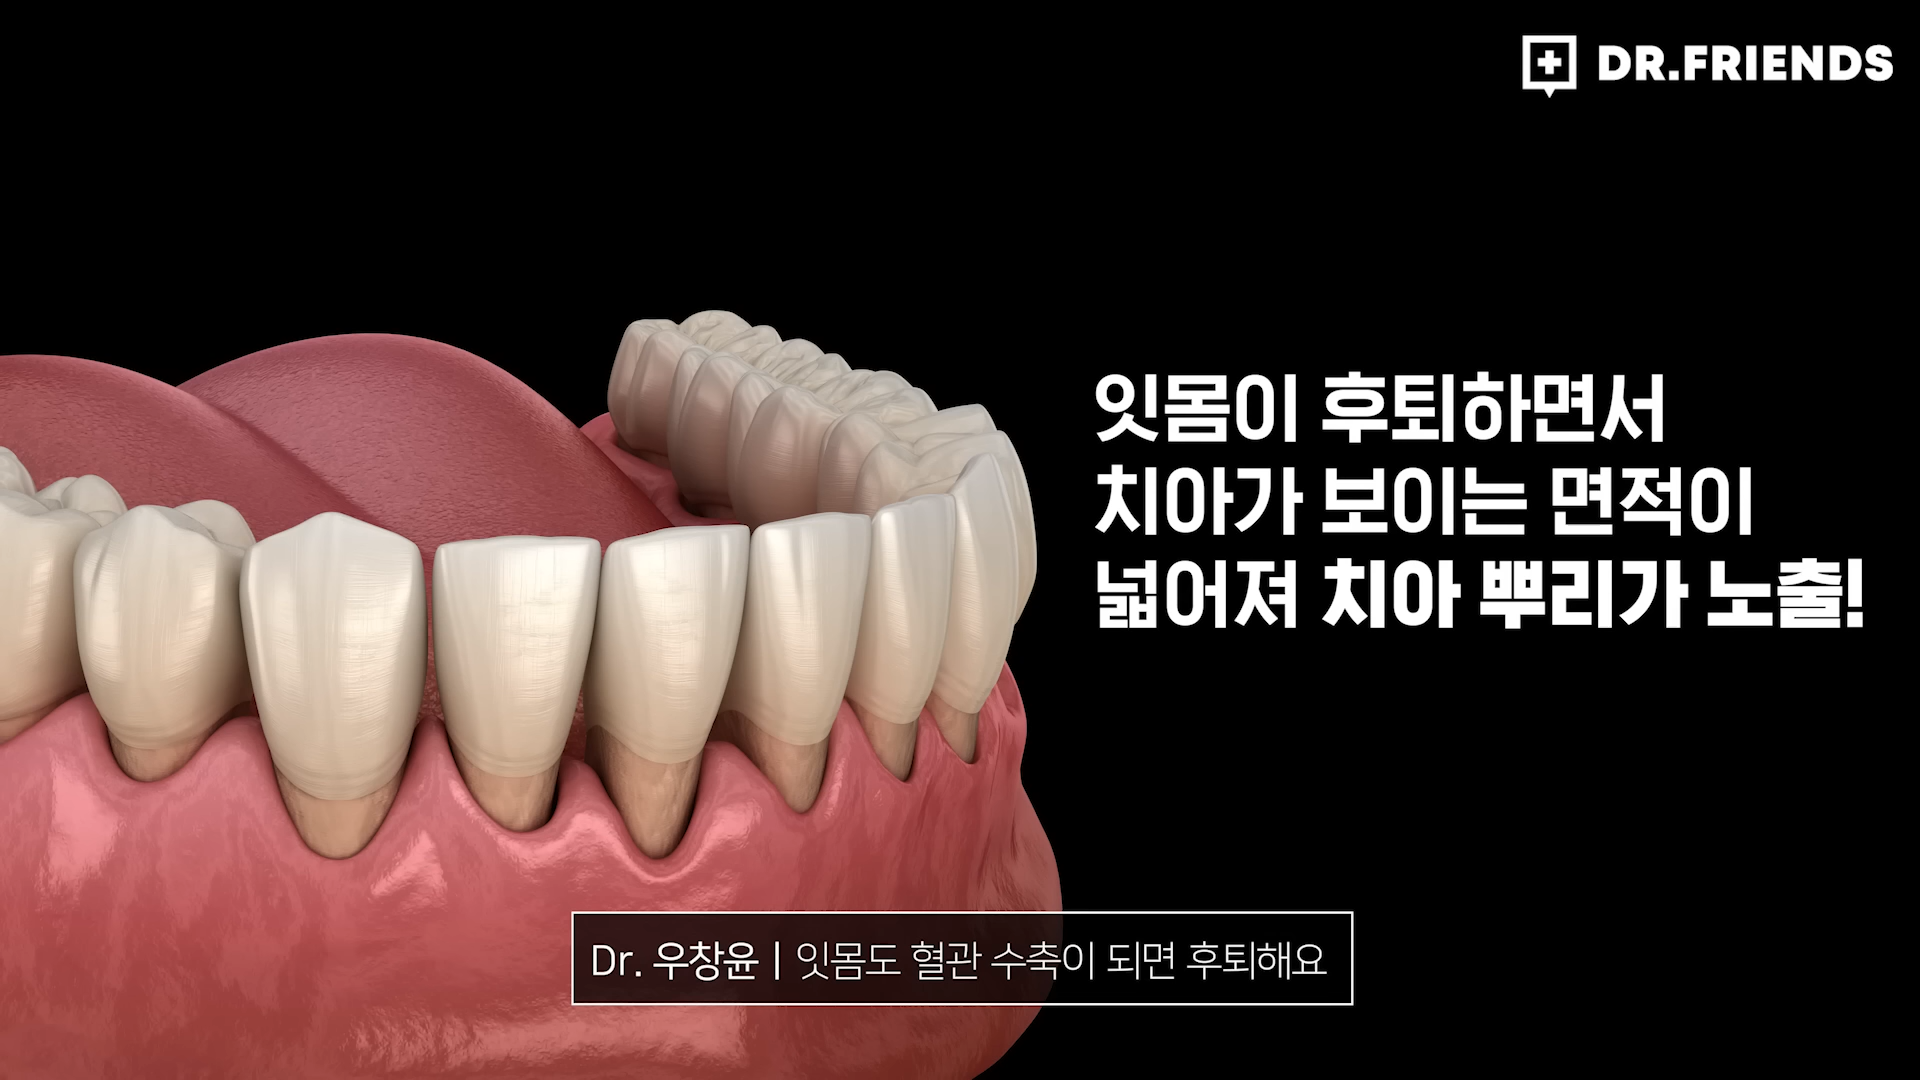 DR.FRIENDS
잇몸이 후퇴하면서
치아가 보이는 면적이
넓어져 치아 뿌리가 노출!
Dr. 우창윤 | 잇몸도 혈관 수축이 되면 후퇴해요